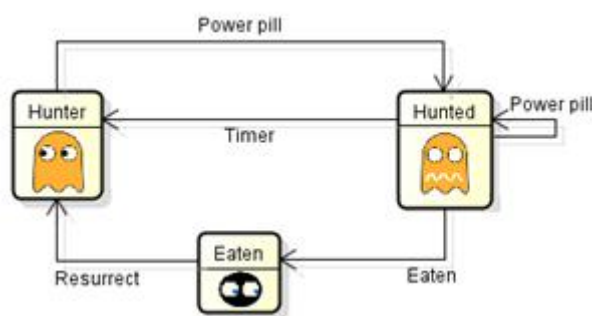 Power pill
Hunter
Hunted
Power pill
Timer
Eaten
Resurrect
Eaten